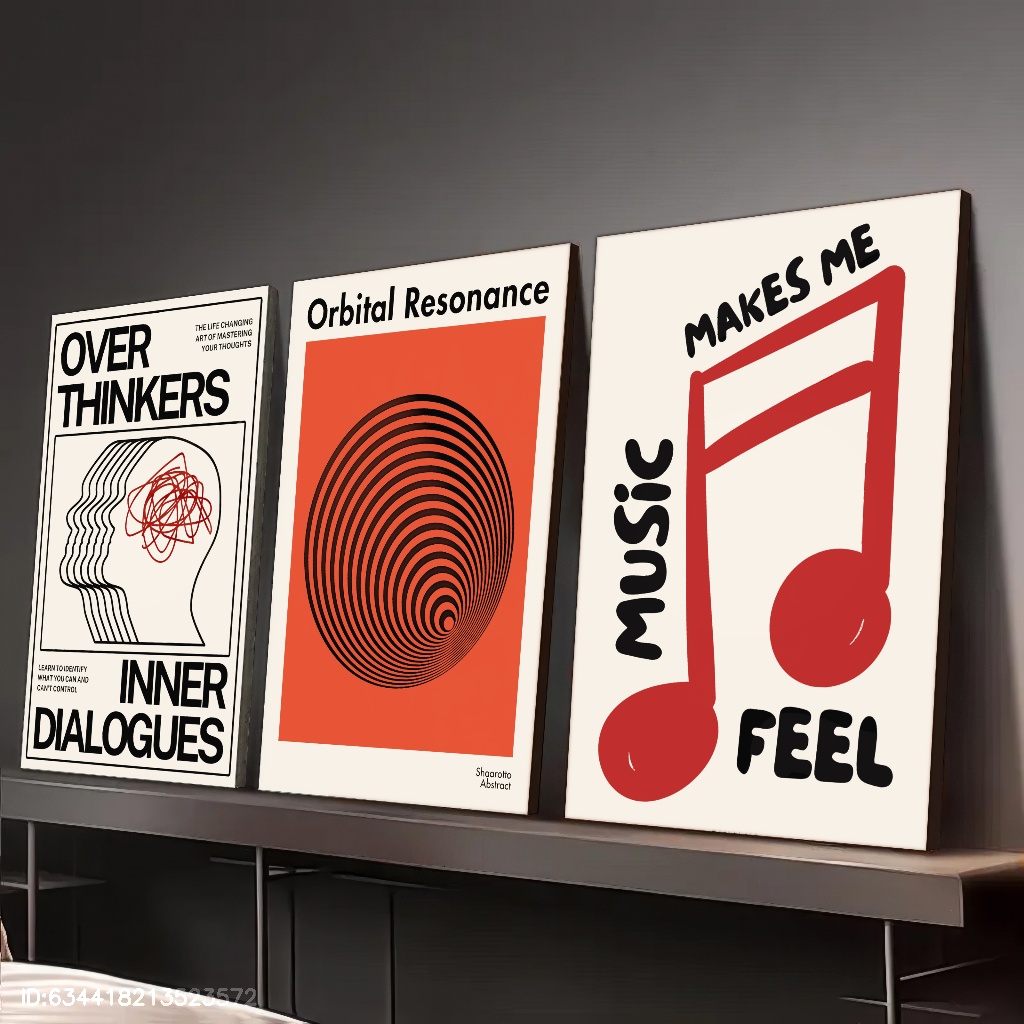 OVER
THINKERS
THE LIFE CHANGING
ART OF MASTERING
YOUR THOUGHTS
LEARN TO IDENTIFY
WHAT YOU CAN AND
CAN'T CONTROL
INNER
DIALOGUES
Orbital Resonance
Shaarotto
Abstract
MUSIC
MAKES ME
FEEL
ID:634418213523572